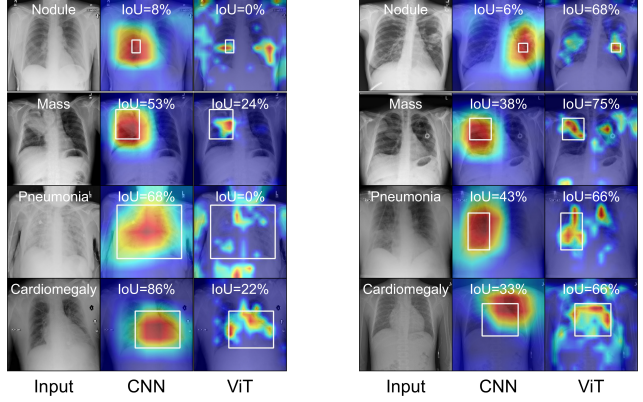 Nodule IoU=8% IoU=0%
Mass IoU=53% IoU=24%
Pneumonia IoU=68% IoU=0%
Cardiomegaly IoU=86% IoU=22%
Input CNN ViT
Nodule IoU=6% IoU=68%
Mass IoU=38% IoU=75%
Pneumonia IoU=43% IoU=66%
Cardiomegaly IoU=33% IoU=66%
Input CNN ViT